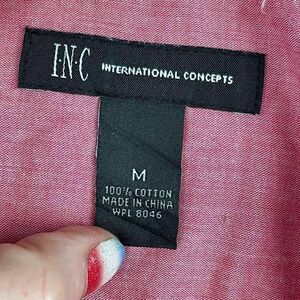 I·N·C INTERNATIONAL CONCEPTS
M
100% COTTON
MADE IN CHINA
WPL 8046